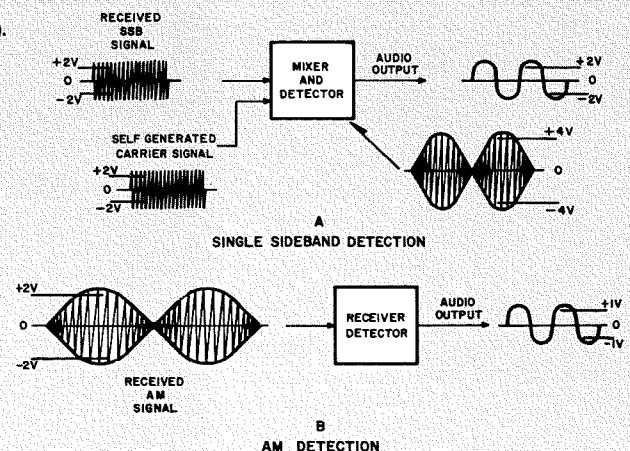 RECEIVED
SSB
SIGNAL
+2V
0
-2V
MIXER
AND
DETECTOR
AUDIO
OUTPUT
+2V
0
-2V
SELF GENERATED
CARRIER SIGNAL
+2V
0
-2V
+4V
0
-4V
A
SINGLE SIDEBAND DETECTION
+2V
0
-2V
RECEIVED
AM
SIGNAL
RECEIVER
DETECTOR
AUDIO
OUTPUT
+1V
0
-1V
B
AM DETECTION